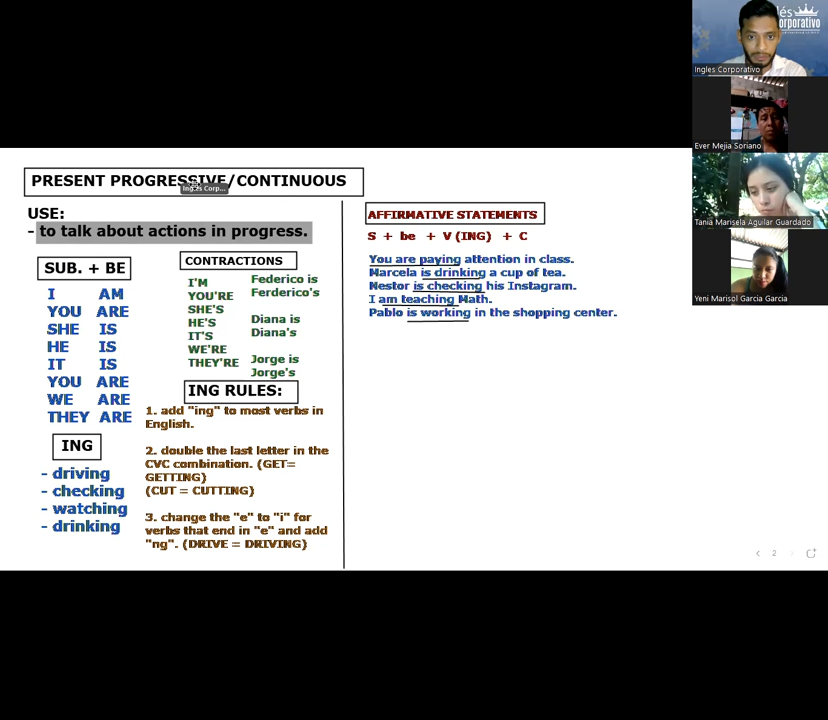 PRESENT PROGRESSIVE/CONTINUOUS
USE:
- to talk about actions in progress.
SUB. + BE
I AM
YOU ARE
SHE IS
HE IS
IT IS
YOU ARE
WE ARE
THEY ARE
ING
- driving
- checking
- watching
- drinking
CONTRACTIONS
I'M
YOU'RE
SHE'S
HE'S
IT'S
WE'RE
THEY'RE
Federico is
Ferderico's
Diana is
Diana's
Jorge is
Jorge's
ING RULES:
1. add "ing" to most verbs in
English.
2. double the last letter in the
CVC combination. (GET=
GETTING)
(CUT = CUTTING)
3. change the "e" to "i" for
verbs that end in "e" and add
"ng". (DRIVE = DRIVING)
AFFIRMATIVE STATEMENTS
S + be + V (ING) + C
You are paying attention in class.
Marcela is drinking a cup of tea.
Nestor is checking his Instagram.
I am teaching Math.
Pablo is working in the shopping center.
2
Ingles Corporativo
Ever Mejia Soriano
Tania Marisela Aguilar Guardado
Yeni Marisol Garcia Garcia